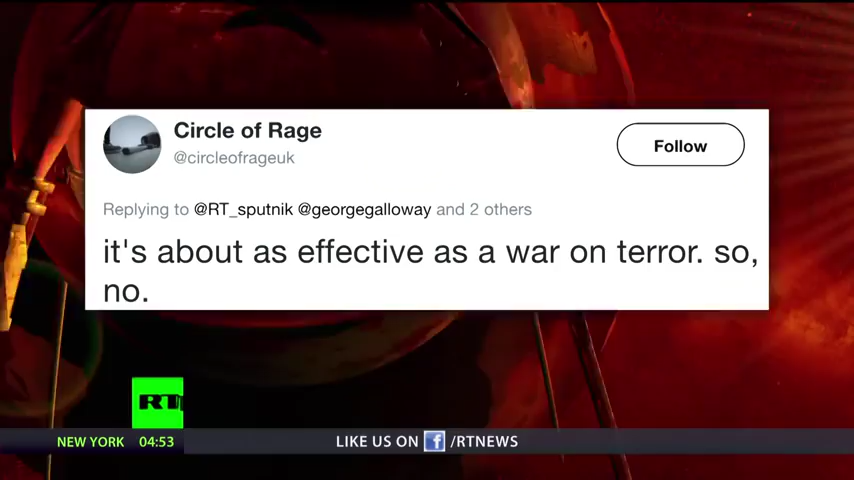 Circle of Rage
@circleofrageuk
Follow
Replying to @RT_sputnik @georgegalloway and 2 others
it's about as effective as a war on terror. so,
no.
RT
NEW YORK 04:53
LIKE US ON f /RTNEWS